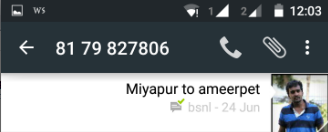 WS 1 2 12:03
81 79 827806
Miyapur to ameerpet
bsnl - 24 Jun